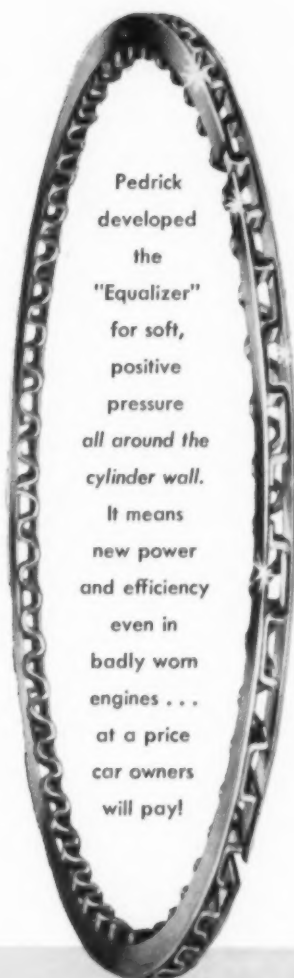 Pedrick
developed
the
"Equalizer"
for soft,
positive
pressure
all around the
cylinder wall.
It means
new power
and efficiency
even in
badly worn
engines . . .
at a price
car owners
will pay!